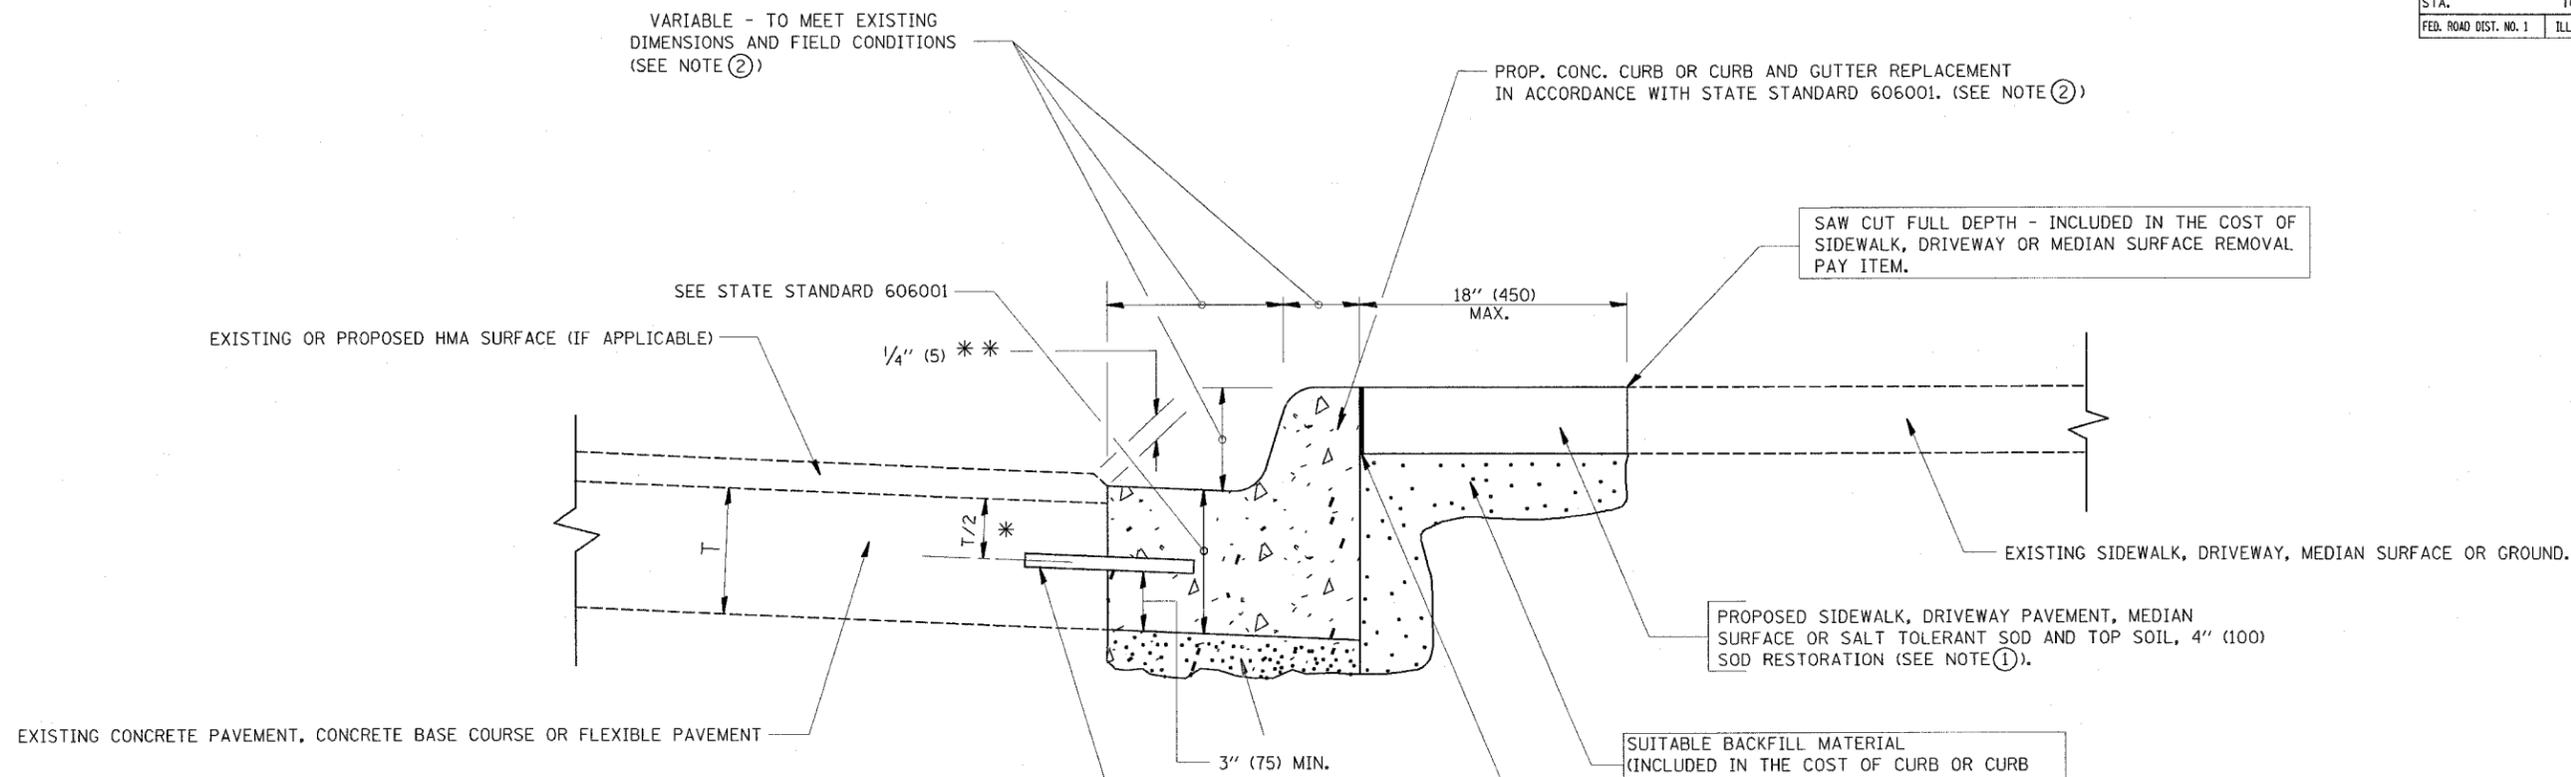 STA.
FED. ROAD DIST. NO. 1
VARIABLE - TO MEET EXISTING
DIMENSIONS AND FIELD CONDITIONS
(SEE NOTE ②)
PROP. CONC. CURB OR CURB AND GUTTER REPLACEMENT
IN ACCORDANCE WITH STATE STANDARD 606001. (SEE NOTE ②)
SAW CUT FULL DEPTH - INCLUDED IN THE COST OF
SIDEWALK, DRIVEWAY OR MEDIAN SURFACE REMOVAL
PAY ITEM.
SEE STATE STANDARD 606001
18" (450)
MAX.
EXISTING OR PROPOSED HMA SURFACE (IF APPLICABLE)
1/4" (5) * *
T
T/2 *
EXISTING SIDEWALK, DRIVEWAY, MEDIAN SURFACE OR GROUND.
PROPOSED SIDEWALK, DRIVEWAY PAVEMENT, MEDIAN
SURFACE OR SALT TOLERANT SOD AND TOP SOIL, 4" (100)
SOD RESTORATION (SEE NOTE ①).
EXISTING CONCRETE PAVEMENT, CONCRETE BASE COURSE OR FLEXIBLE PAVEMENT
3" (75) MIN.
SUITABLE BACKFILL MATERIAL
(INCLUDED IN THE COST OF CURB OR CURB